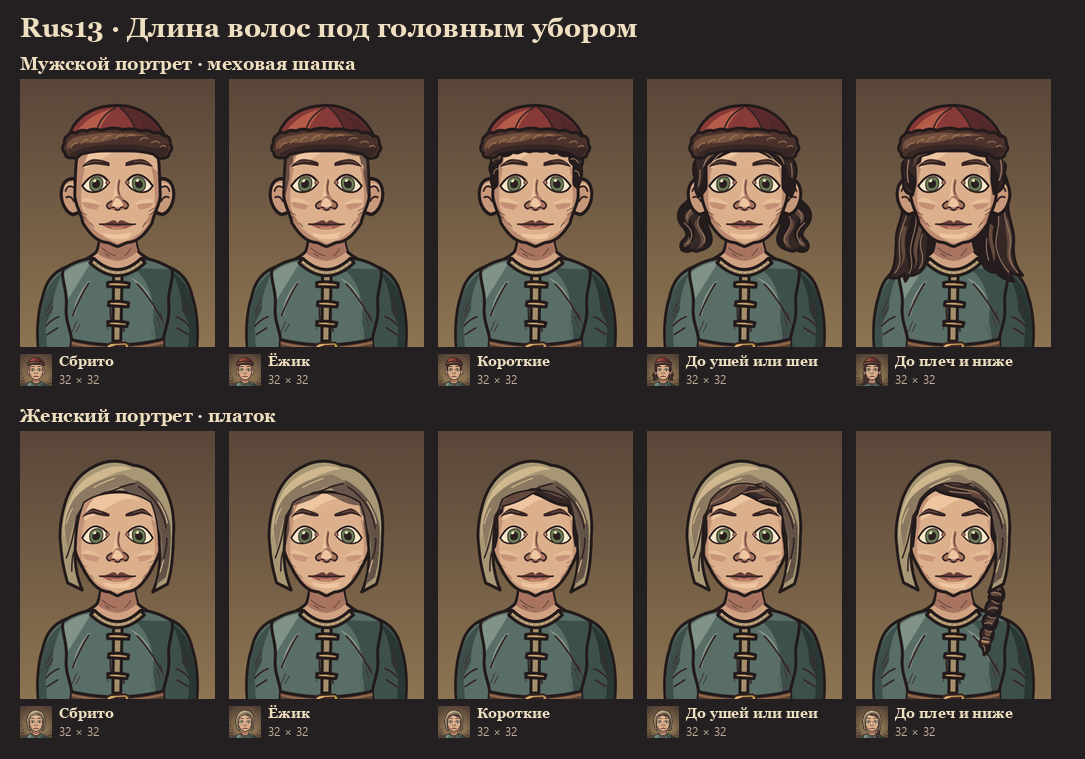 Rus13 · Длина волос под головным убором
Мужской портрет · меховая шапка
Сбрито
32 × 32
Ёжик
32 × 32
Короткие
32 × 32
До ушей или шеи
32 × 32
До плеч и ниже
32 × 32
Женский портрет · платок
Сбрито
32 × 32
Ёжик
32 × 32
Короткие
32 × 32
До ушей или шеи
32 × 32
До плеч и ниже
32 × 32